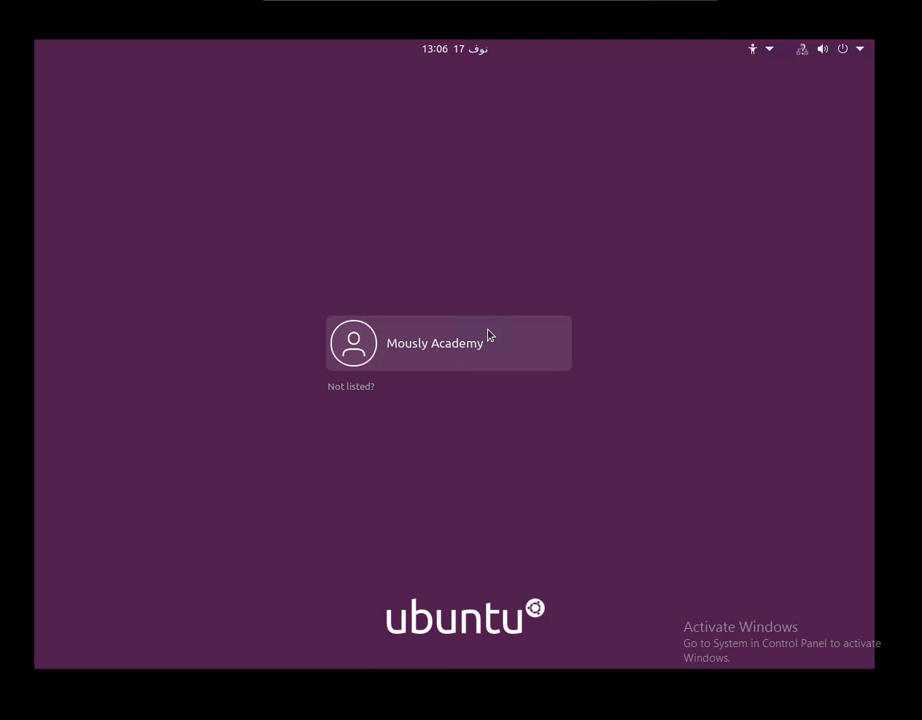 نوف 17 13:06
Mously Academy
Not listed?
ubuntu
Activate Windows
Go to System in Control Panel to activate
Windows.